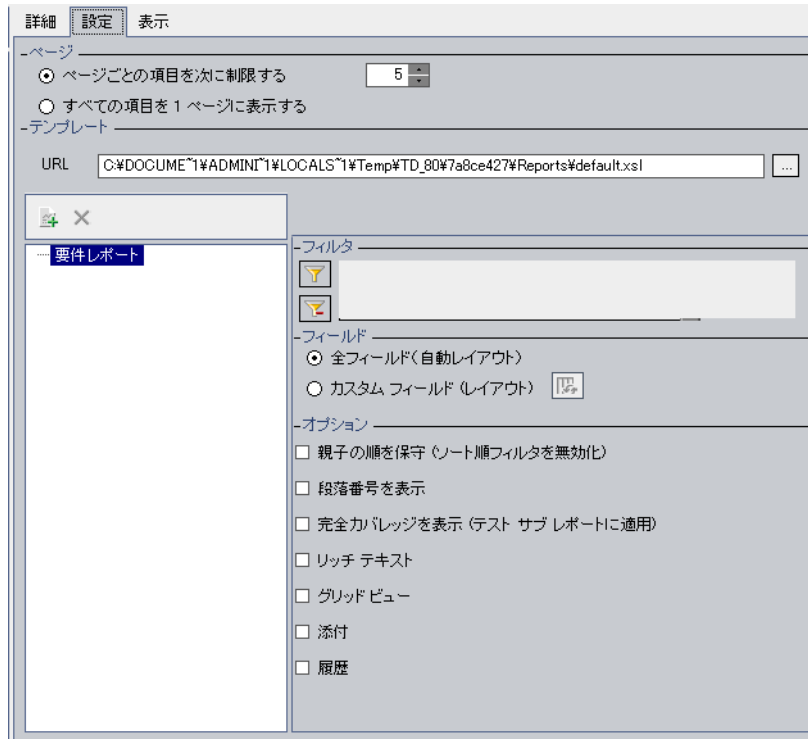 詳細 設定 表示
ページ
ページごとの項目を次に制限する 5
すべての項目を 1 ページに表示する
テンプレート
URL C:¥DOCUME~1¥ADMINI~1¥LOCALS~1¥Temp¥TD_80¥7a8ce427¥Reports¥default.xsl ...
要件レポート
フィルタ
フィールド
全フィールド(自動レイアウト)
カスタム フィールド (レイアウト)
オプション
親子の順を保守 (ソート順フィルタを無効化)
段落番号を表示
完全カバレッジを表示 (テスト サブ レポートに適用)
リッチ テキスト
グリッド ビュー
添付
履歴